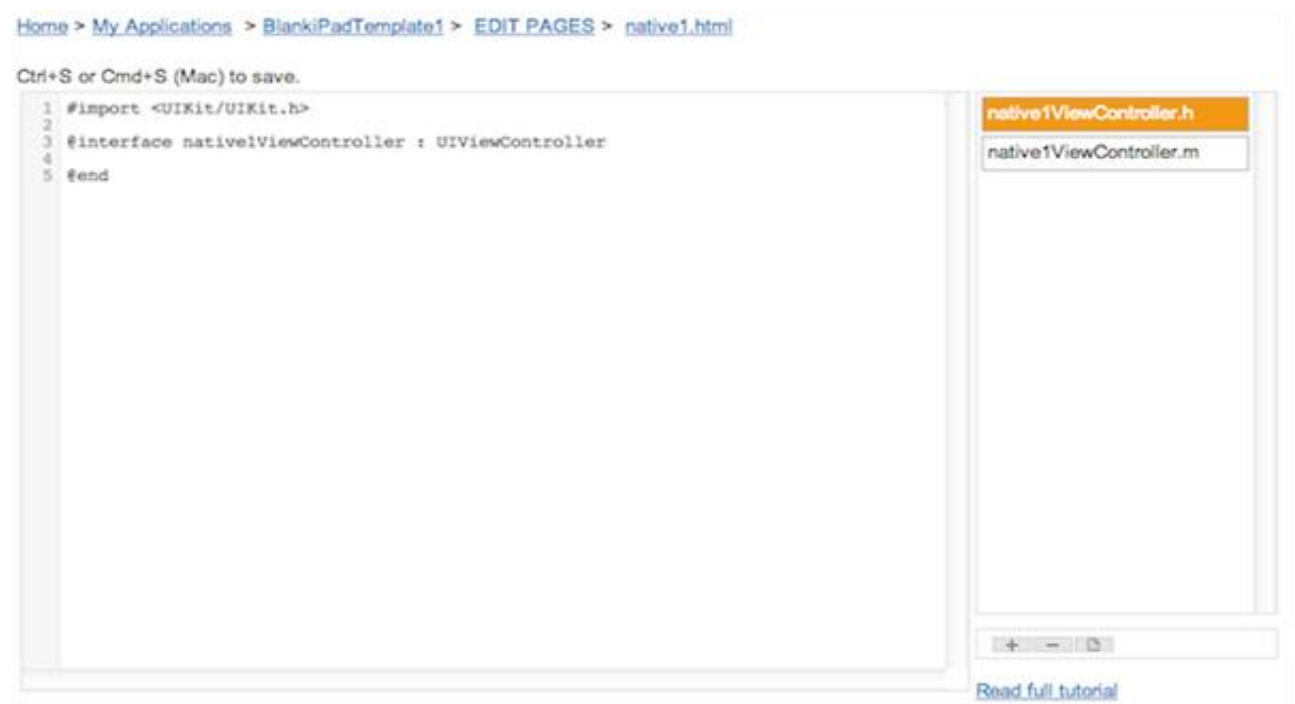 Home > My Applications > BlankiPadTemplate1 > EDIT PAGES > native1.html
Ctrl+S or Cmd+S (Mac) to save.
1 #import <UIKit/UIKit.h>
2
3 @interface native1ViewController : UIViewController
4
5 @end
native1ViewController.h
native1ViewController.m
+ −
Read full tutorial